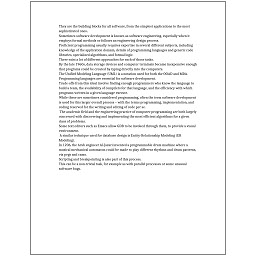 They are the building blocks for all software, from the simplest applications to the most
sophisticated ones.
Sometimes software development is known as software engineering, especially when it
employs formal methods or follows an engineering design process.
Proficient programming usually requires expertise in several different subjects, including
knowledge of the application domain, details of programming languages and generic code
libraries, specialized algorithms, and formal logic.
There exist a lot of different approaches for each of those tasks.
By the late 1960s, data storage devices and computer terminals became inexpensive enough
that programs could be created by typing directly into the computers.
The Unified Modeling Language (UML) is a notation used for both the OOAD and MDA.
Programming languages are essential for software development.
Trade-offs from this ideal involve finding enough programmers who know the language to
build a team, the availability of compilers for that language, and the efficiency with which
programs written in a given language execute.
While these are sometimes considered programming, often the term software development
is used for this larger overall process – with the terms programming, implementation, and
coding reserved for the writing and editing of code per se.
The academic field and the engineering practice of computer programming are both largely
concerned with discovering and implementing the most efficient algorithms for a given
class of problems.
Some text editors such as Emacs allow GDB to be invoked through them, to provide a visual
environment.
A similar technique used for database design is Entity-Relationship Modeling (ER
Modeling).
In 1206, the Arab engineer Al-Jazari invented a programmable drum machine where a
musical mechanical automaton could be made to play different rhythms and drum patterns,
via pegs and cams.
Scripting and breakpointing is also part of this process.
This can be a non-trivial task, for example as with parallel processes or some unusual
software bugs.